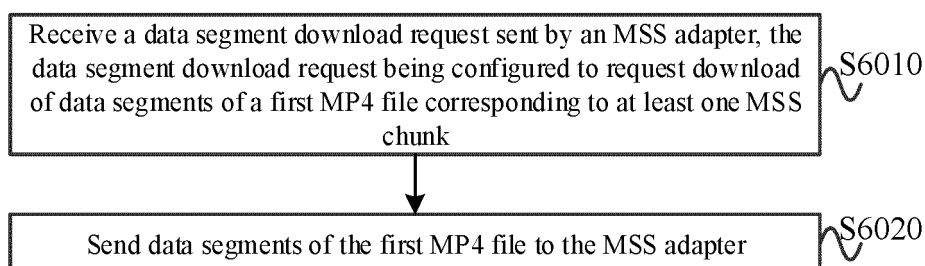 Receive a data segment download request sent by an MSS adapter, the
data segment download request being configured to request download
of data segments of a first MP4 file corresponding to at least one MSS
chunk
S6010
Send data segments of the first MP4 file to the MSS adapter
S6020